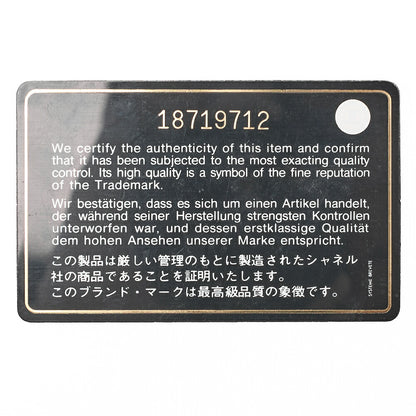 18719712
We certify the authenticity of this item and confirm
that it has been subjected to the most exacting quality
control. Its high quality is a symbol of the fine reputation
of the Trademark.
Wir bestätigen, dass es sich um einen Artikel handelt,
der während seiner Herstellung strengsten Kontrollen
unterworfen war, und dessen erstklassige Qualität
dem hohen Ansehen unserer Marke entspricht.
この製品は厳しい管理のもとに製造されたシャネル
社の商品であることを証明いたします。
このブランド・マークは最高級品質の象徴です。
SYSTEME BREVETE